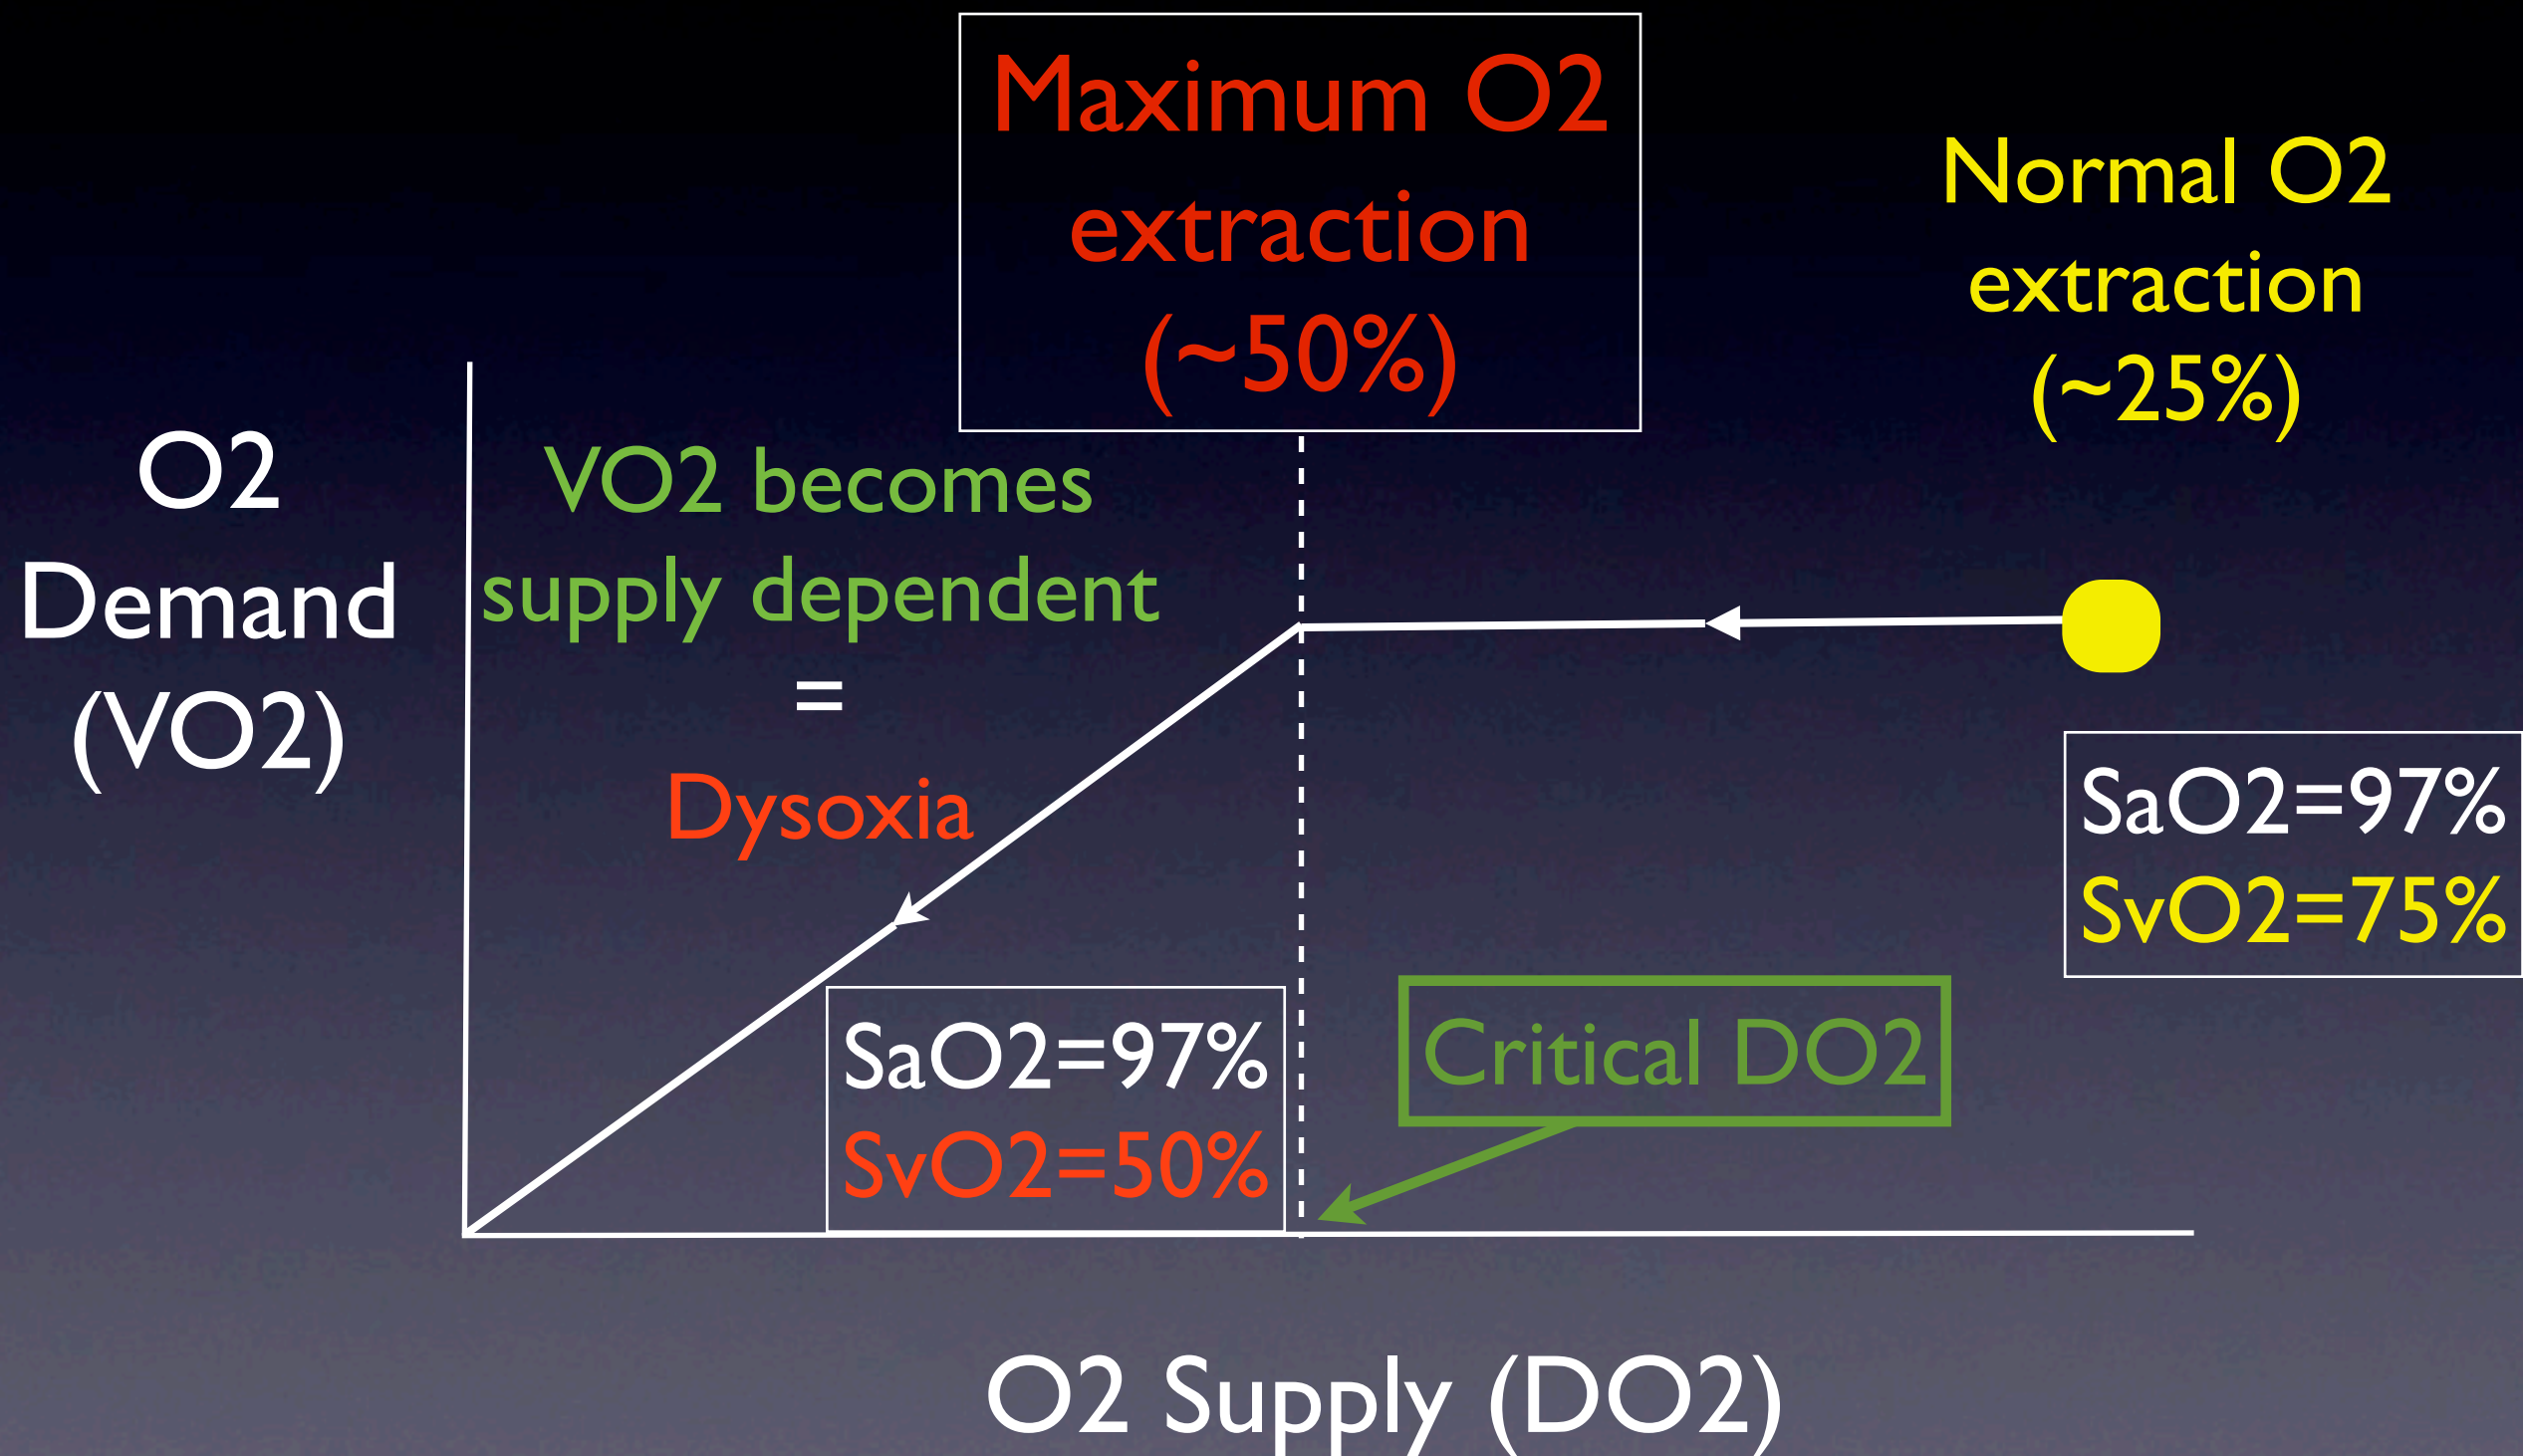 Maximum O2
extraction
(~50%)
Normal O2
extraction
(~25%)
O2
Demand
(VO2)
VO2 becomes
supply dependent
=
Dysoxia
SaO2=97%
SvO2=75%
SaO2=97%
SvO2=50%
Critical DO2
O2 Supply (DO2)